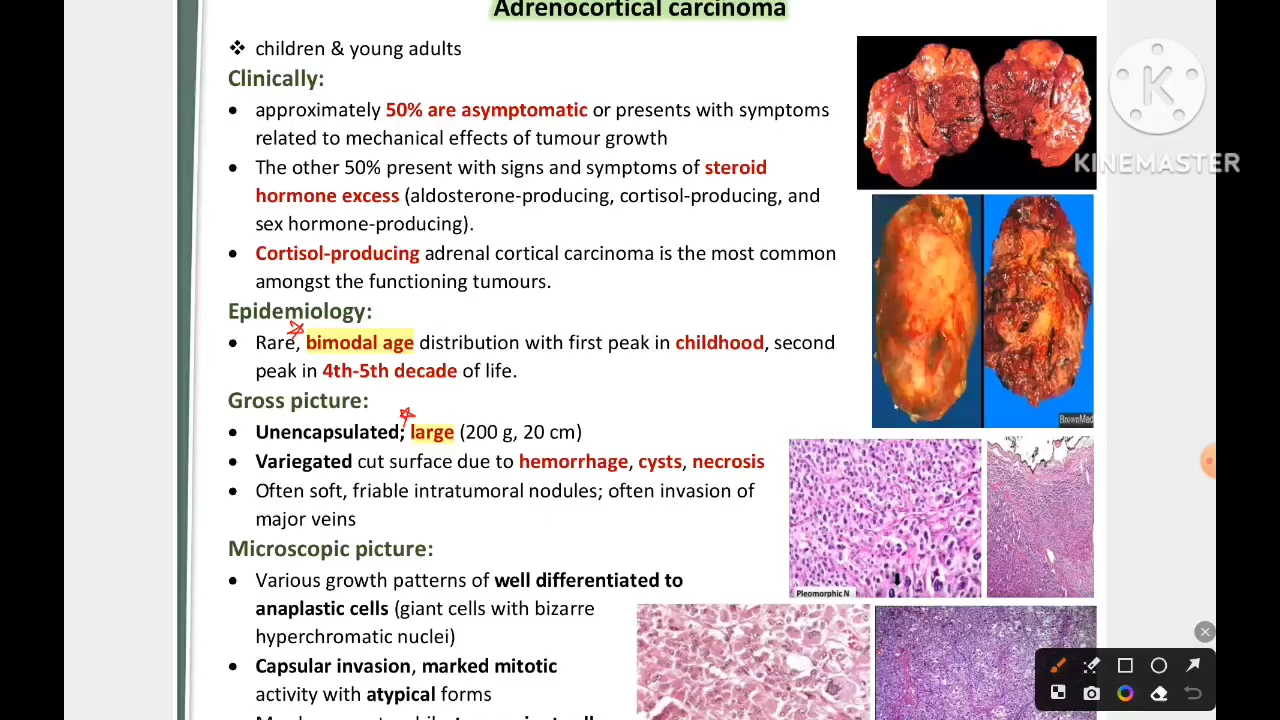 Adrenocortical carcinoma
❖ children & young adults
Clinically:
• approximately 50% are asymptomatic or presents with symptoms
related to mechanical effects of tumour growth
• The other 50% present with signs and symptoms of steroid
hormone excess (aldosterone-producing, cortisol-producing, and
sex hormone-producing).
• Cortisol-producing adrenal cortical carcinoma is the most common
amongst the functioning tumours.
Epidemiology:
• Rare, bimodal age distribution with first peak in childhood, second
peak in 4th-5th decade of life.
Gross picture:
• Unencapsulated; large (200 g, 20 cm)
• Variegated cut surface due to hemorrhage, cysts, necrosis
• Often soft, friable intratumoral nodules; often invasion of
major veins
Microscopic picture:
• Various growth patterns of well differentiated to
anaplastic cells (giant cells with bizarre
hyperchromatic nuclei)
• Capsular invasion, marked mitotic
activity with atypical forms
K
KINEMASTER
BrownMed
Pleomorphic N